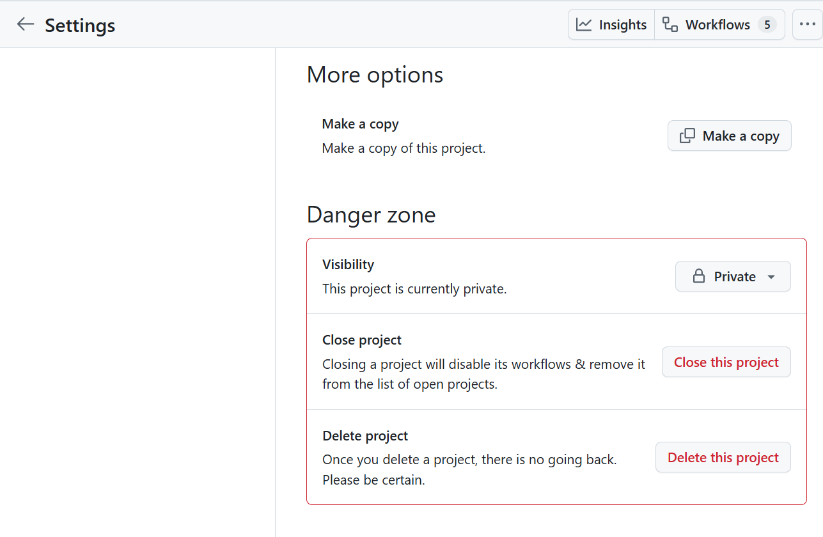 Settings
Insights
Workflows 5
More options
Make a copy
Make a copy of this project.
Make a copy
Danger zone
Visibility
This project is currently private.
Private
Close project
Closing a project will disable its workflows & remove it
from the list of open projects.
Close this project
Delete project
Once you delete a project, there is no going back.
Please be certain.
Delete this project